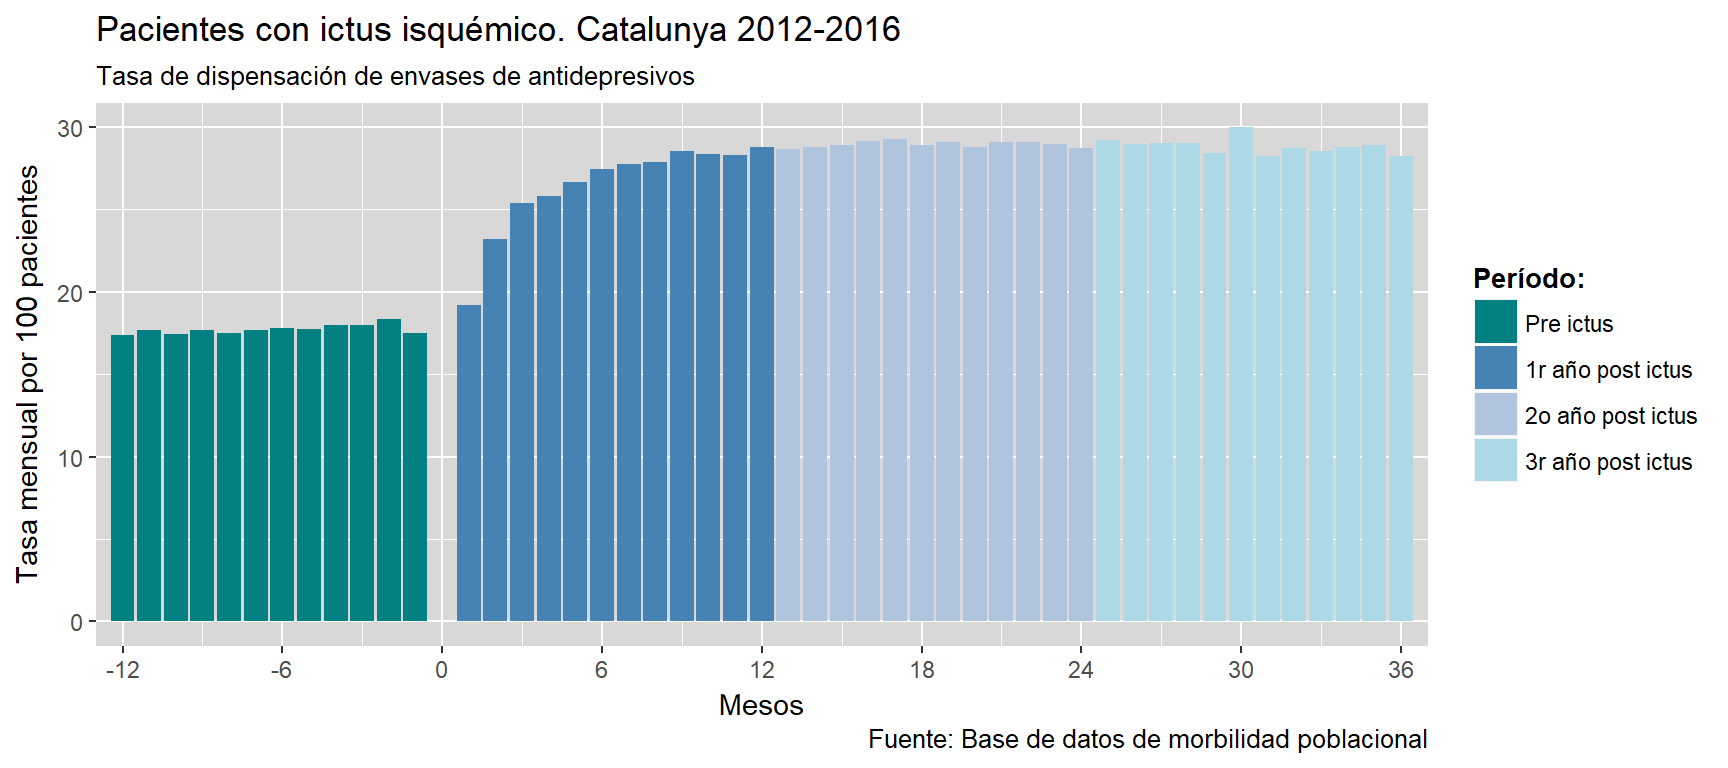 Pacientes con ictus isquémico. Catalunya 2012-2016
Tasa de dispensación de envases de antidepresivos
Tasa mensual por 100 pacientes
30
20
10
0
-12 -6 0 6 12 18 24 30 36
Mesos
Fuente: Base de datos de morbilidad poblacional
Período:
Pre ictus
1r año post ictus
2o año post ictus
3r año post ictus